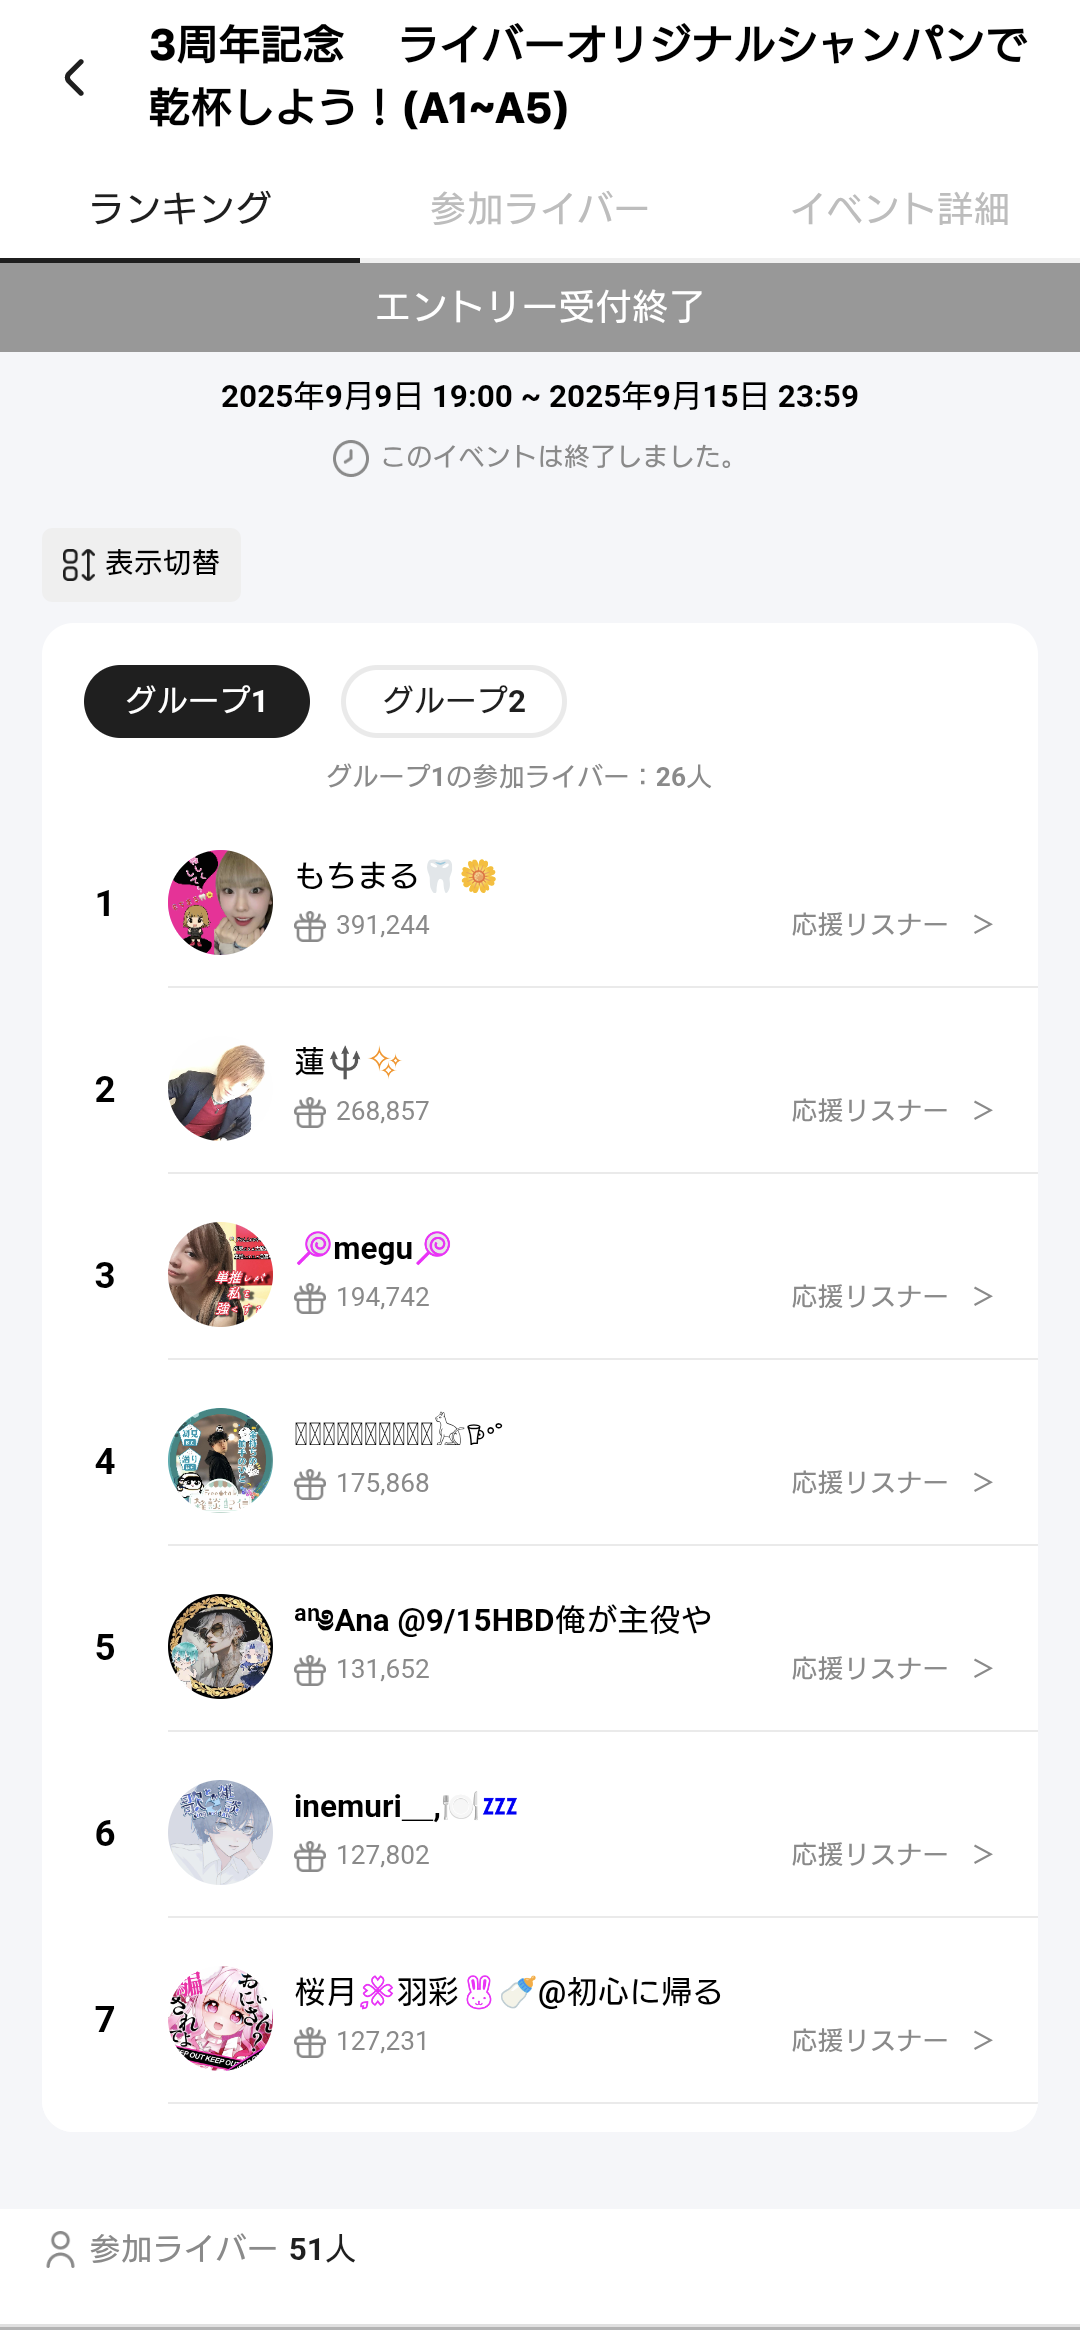 3周年記念　ライバーオリジナルシャンパンで
乾杯しよう！(A1~A5)
ランキング
参加ライバー
イベント詳細
エントリー受付終了
2025年9月9日 19:00 ~ 2025年9月15日 23:59
このイベントは終了しました。
表示切替
グループ1
グループ2
グループ1の参加ライバー：26人
1
もちまる🦷🌼
391,244
応援リスナー >
2
蓮🔱✨
268,857
応援リスナー >
3
🍭megu🍭
194,742
応援リスナー >
4
175,868
応援リスナー >
5
Ana @9/15HBD俺が主役や
131,652
応援リスナー >
6
inemuri__,🍽💤
127,802
応援リスナー >
7
桜月🌸羽彩🐰🍼@初心に帰る
127,231
応援リスナー >
参加ライバー 51人